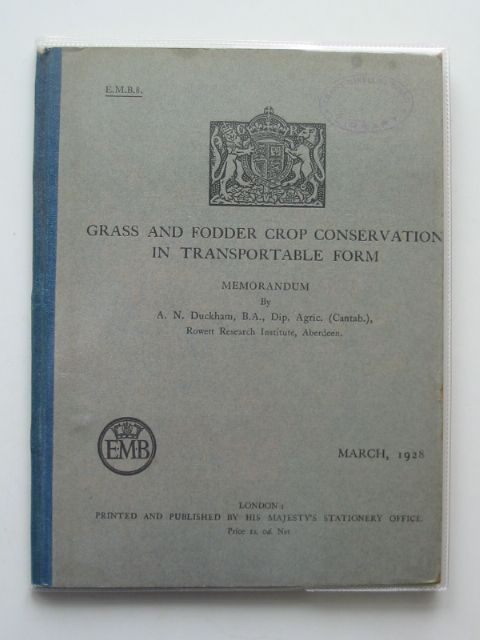 E.M.B.8.
G R
GRASS AND FODDER CROP CONSERVATION
IN TRANSPORTABLE FORM
MEMORANDUM
By
A. N. Duckham, B.A., Dip. Agric. (Cantab.),
Rowett Research Institute, Aberdeen.
EMB
MARCH, 1928
LONDON:
PRINTED AND PUBLISHED BY HIS MAJESTY'S STATIONERY OFFICE
Price 1s. 0d. Net